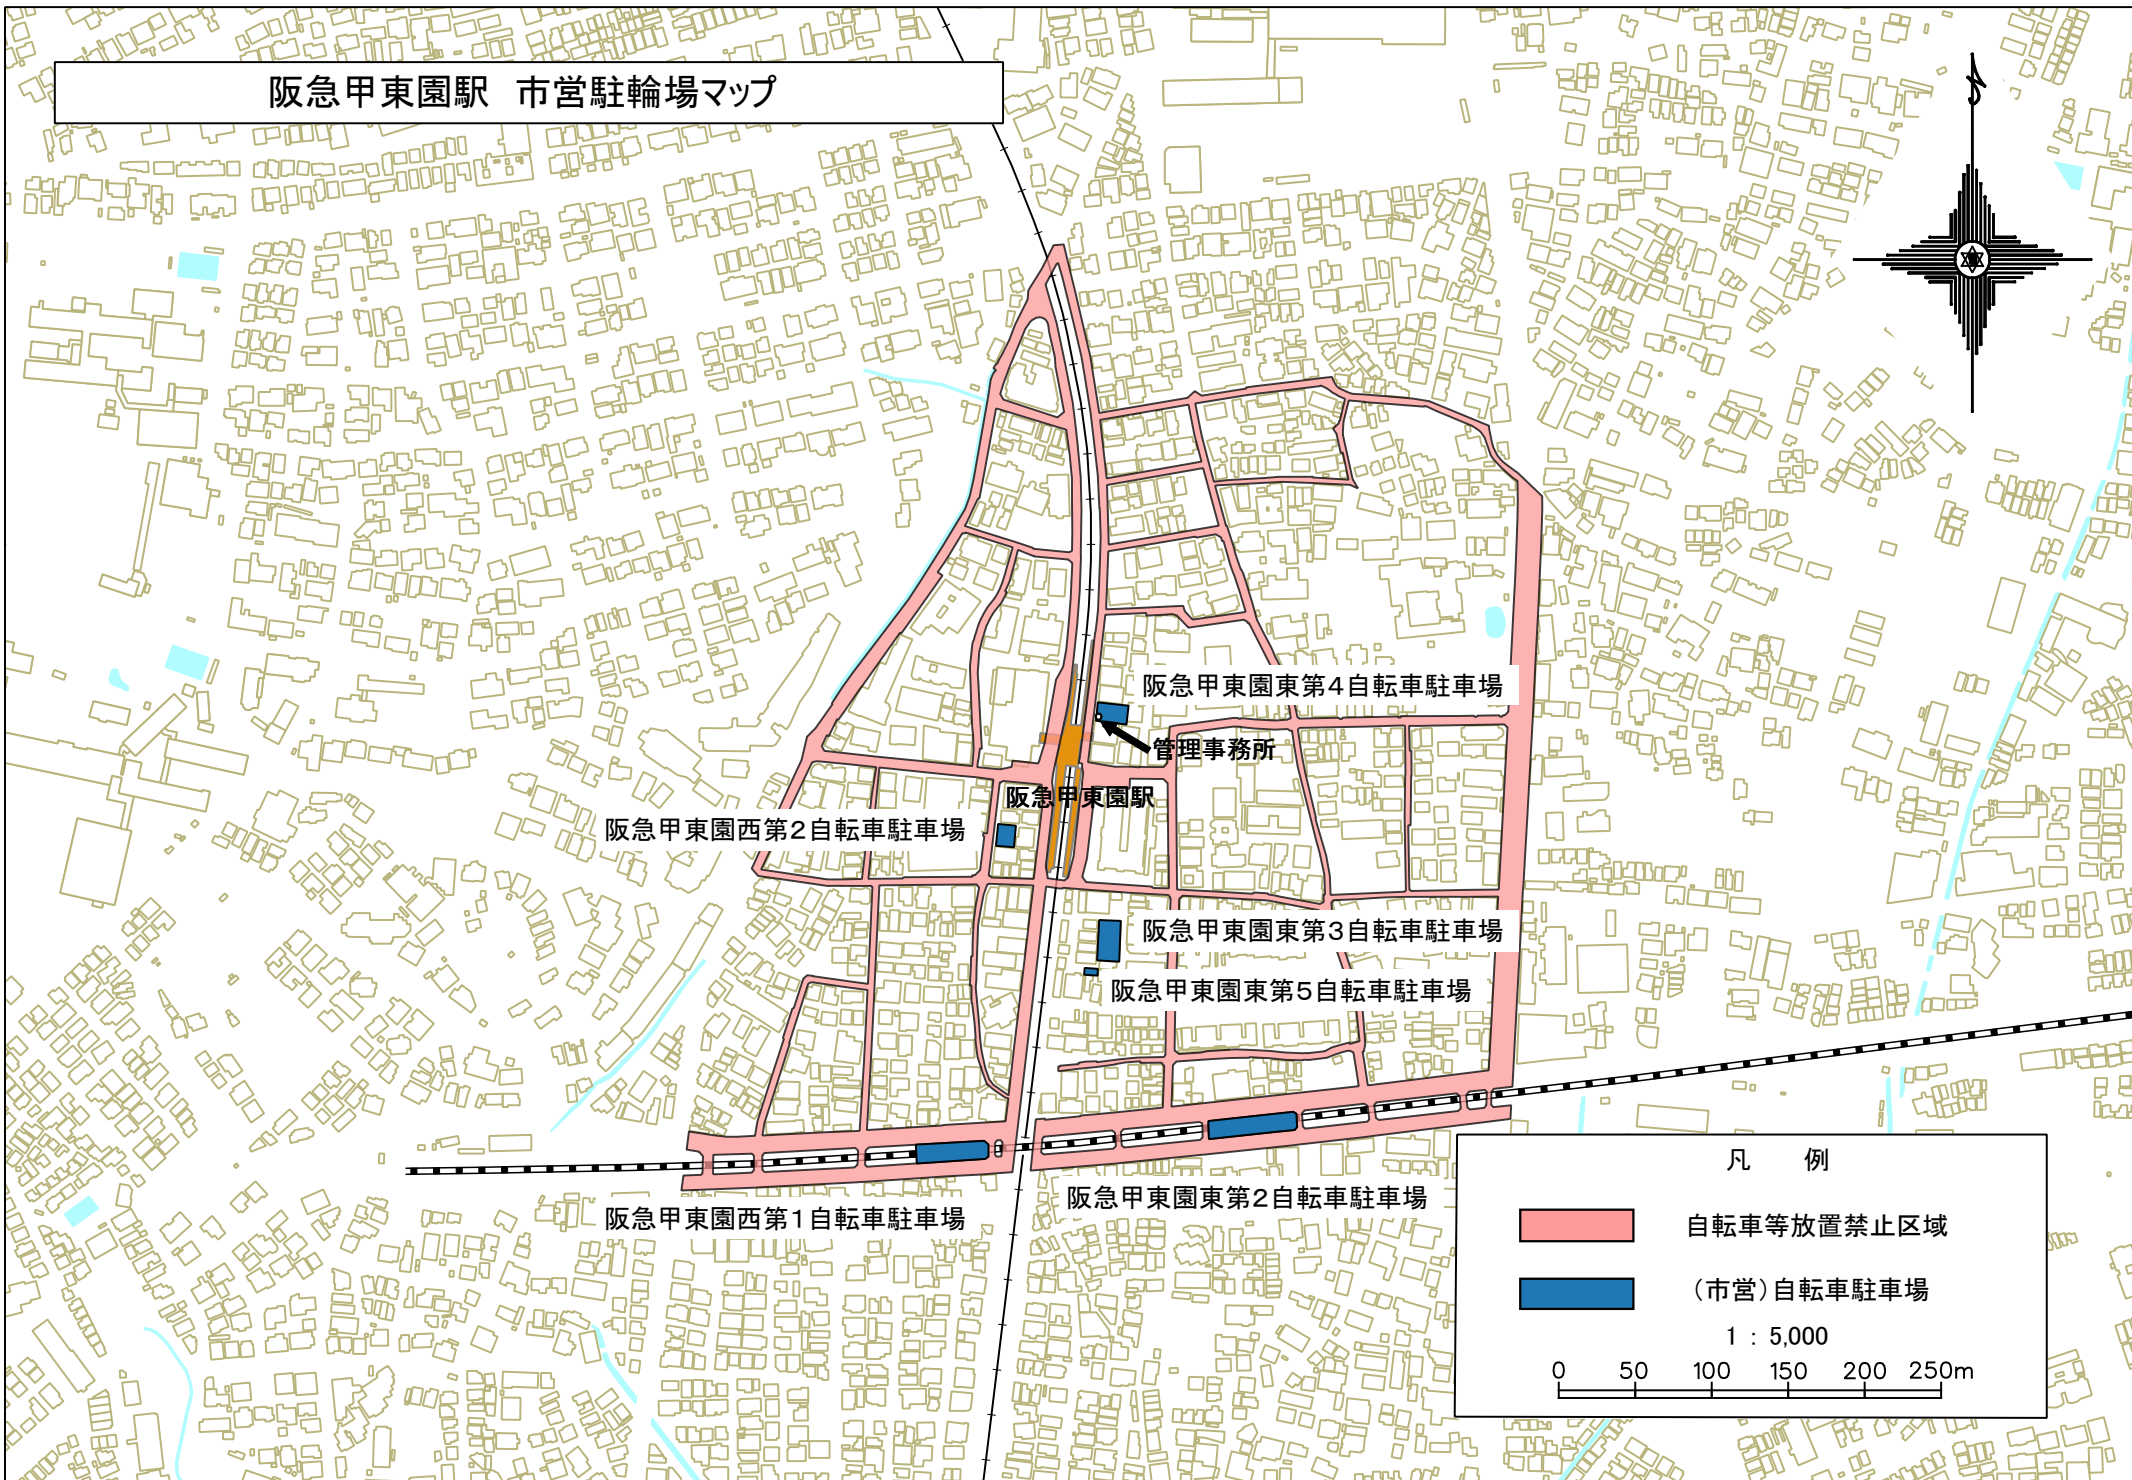 阪急甲東園駅　市営駐輪場マップ
阪急甲東園東第4自転車駐車場
管理事務所
阪急甲東園駅
阪急甲東園西第2自転車駐車場
阪急甲東園東第3自転車駐車場
阪急甲東園東第5自転車駐車場
阪急甲東園東第2自転車駐車場
阪急甲東園西第1自転車駐車場
凡　例
自転車等放置禁止区域
（市営）自転車駐車場
1 : 5,000
0 50 100 150 200 250m